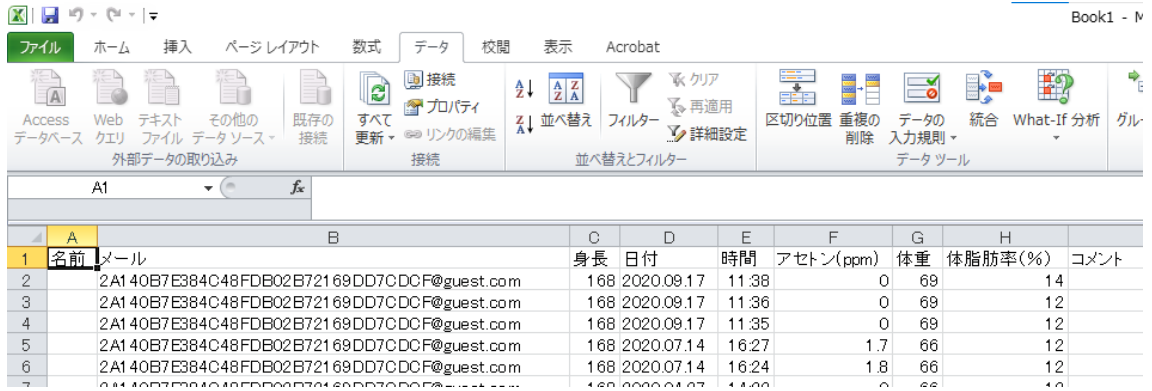 Book1 - M
ファイル ホーム 挿入 ページ レイアウト 数式 データ 校閲 表示 Acrobat
Access データベース
Web クエリ
テキスト ファイル
その他の データ ソース
既存の 接続
外部データの取り込み
すべて 更新
接続
プロパティ
リンクの編集
接続
並べ替え
フィルター
クリア
再適用
詳細設定
並べ替えとフィルター
区切り位置
重複の 削除
データの 入力規則
統合
What-If 分析
グルー
データ ツール
A1 fx
A B C D E F G H
1 名前 メール 身長 日付 時間 アセトン(ppm) 体重 体脂肪率(%) コメント
2 2A140B7E384C48FDB02B72169DD7CDCF@guest.com 168 2020.09.17 11:38 0 69 14
3 2A140B7E384C48FDB02B72169DD7CDCF@guest.com 168 2020.09.17 11:36 0 69 12
4 2A140B7E384C48FDB02B72169DD7CDCF@guest.com 168 2020.09.17 11:35 0 69 12
5 2A140B7E384C48FDB02B72169DD7CDCF@guest.com 168 2020.07.14 16:27 1.7 66 12
6 2A140B7E384C48FDB02B72169DD7CDCF@guest.com 168 2020.07.14 16:24 1.8 66 12